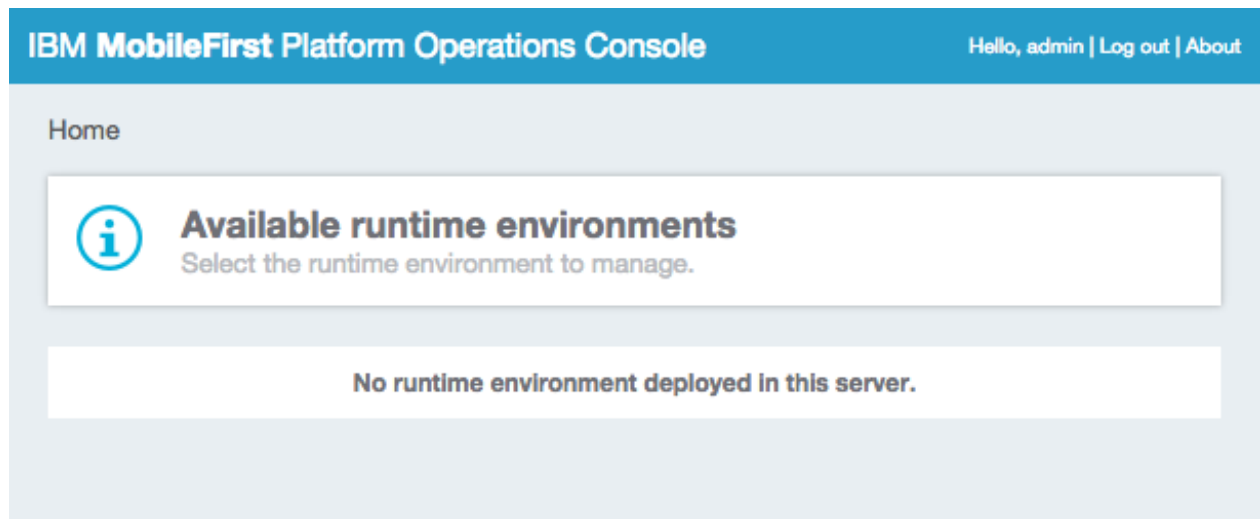 IBM MobileFirst Platform Operations Console
Hello, admin | Log out | About
Home
Available runtime environments
Select the runtime environment to manage.
No runtime environment deployed in this server.